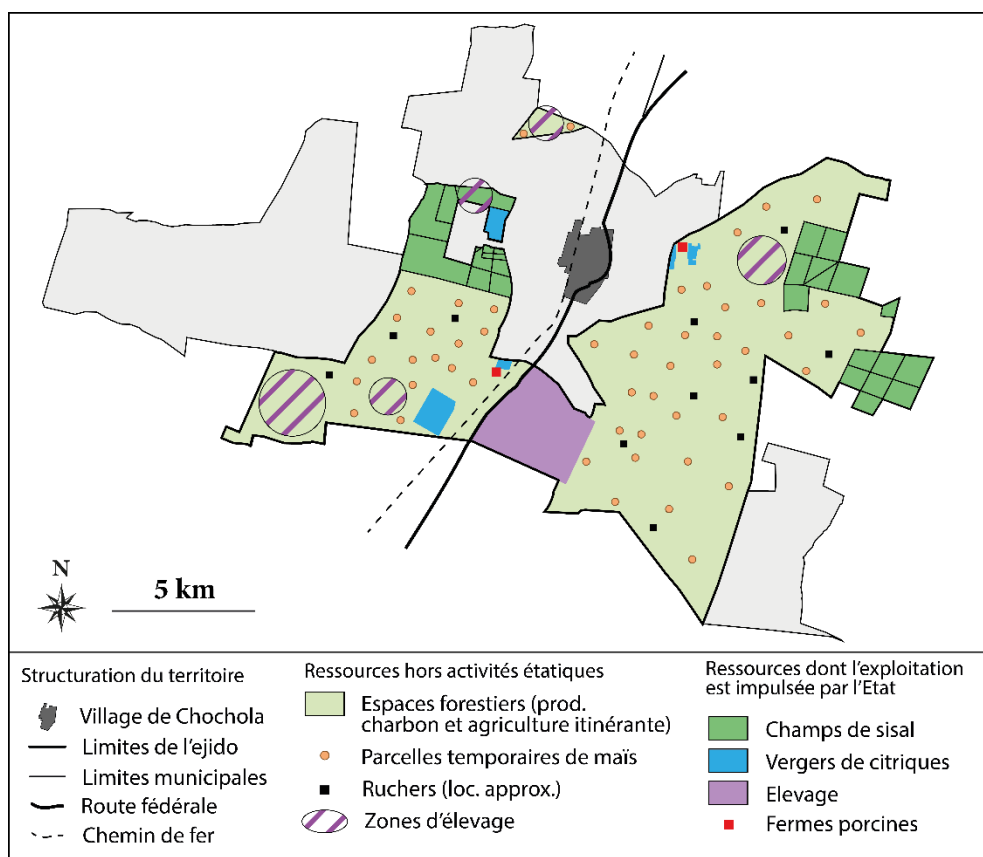 N
5 km
Structuration du territoire
Village de Chochola
Limites de l'ejido
Limites municipales
Route fédérale
Chemin de fer
Ressources hors activités étatiques
Espaces forestiers (prod.
charbon et agriculture itinérante)
Parcelles temporaires de maïs
Ruchers (loc. approx.)
Zones d'élevage
Ressources dont l'exploitation
est impulsée par l'Etat
Champs de sisal
Vergers de citriques
Elevage
Fermes porcines